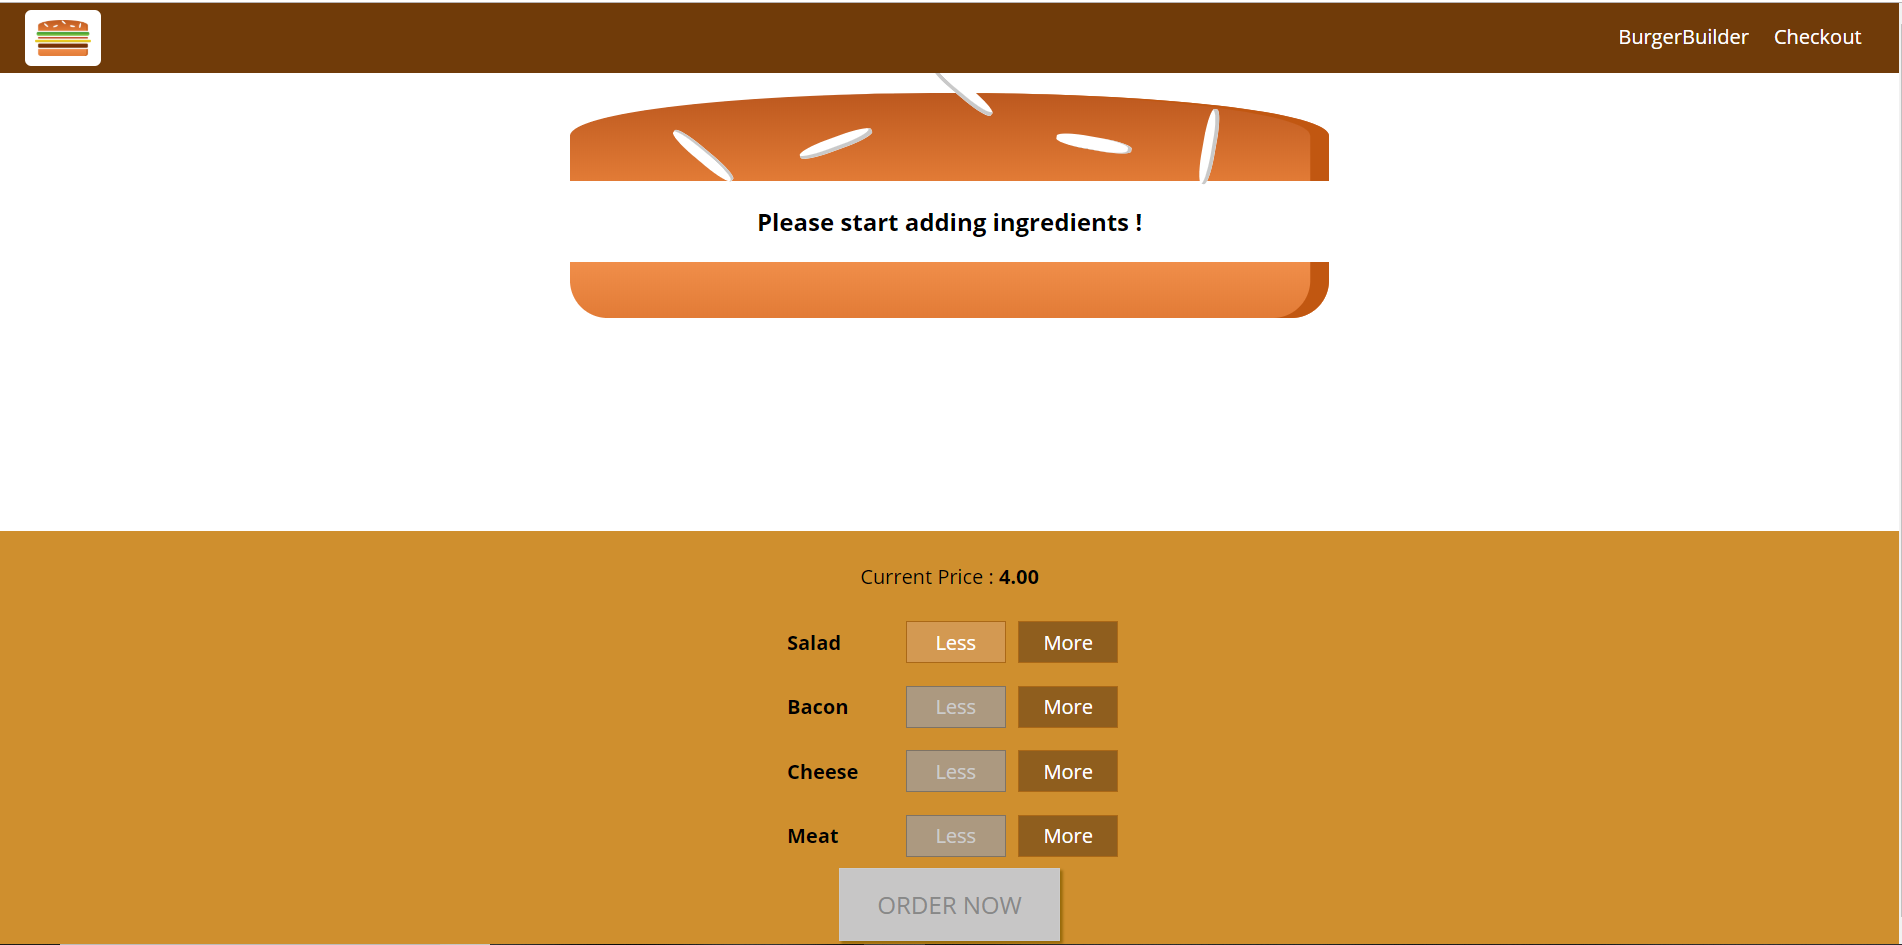 BurgerBuilder Checkout
Please start adding ingredients !
Current Price : 4.00
Salad Less More
Bacon Less More
Cheese Less More
Meat Less More
ORDER NOW